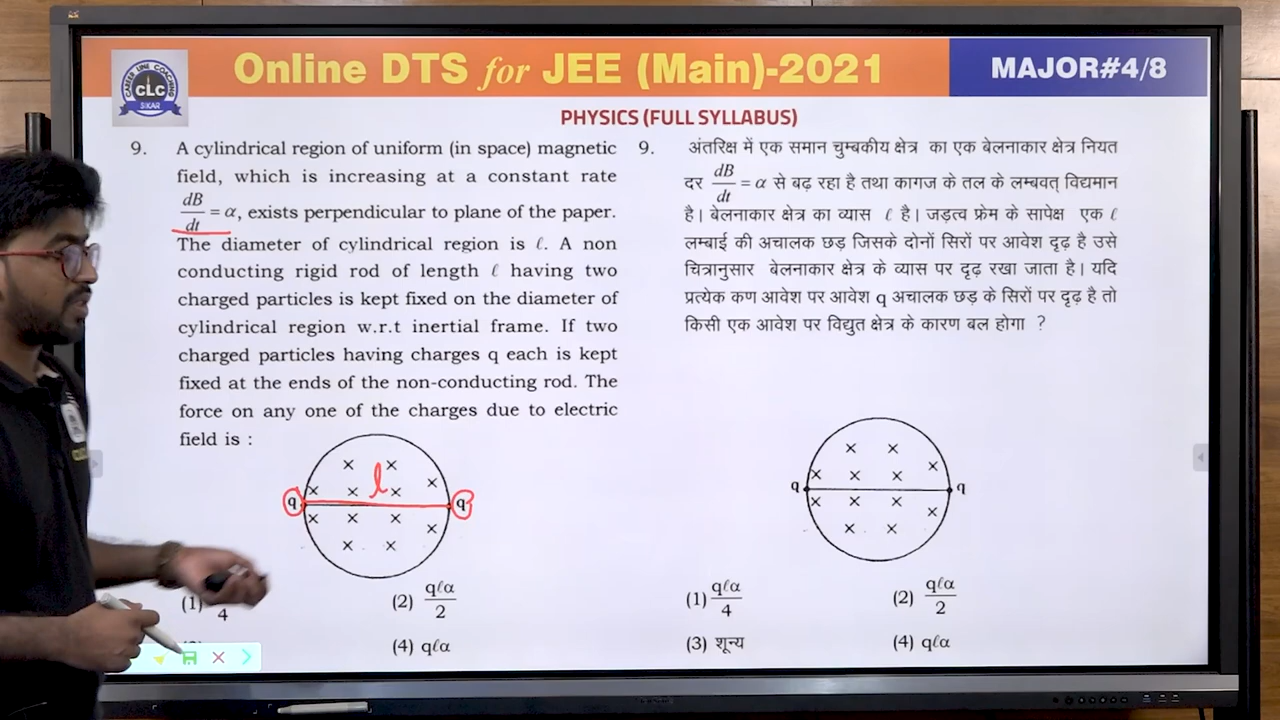 Online DTS for JEE (Main)-2021
MAJOR#4/8
CAREER LINE COACHING
CLC
SIKAR
PHYSICS (FULL SYLLABUS)
9. A cylindrical region of uniform (in space) magnetic
field, which is increasing at a constant rate
dB/dt = α, exists perpendicular to plane of the paper.
The diameter of cylindrical region is ℓ. A non
conducting rigid rod of length ℓ having two
charged particles is kept fixed on the diameter of
cylindrical region w.r.t inertial frame. If two
charged particles having charges q each is kept
fixed at the ends of the non-conducting rod. The
force on any one of the charges due to electric
field is :
× ×
× × l × ×
q q
× × × ×
× ×
(1) 4
(2) qℓα/2
(4) qℓα
9. अंतरिक्ष में एक समान चुम्बकीय क्षेत्र का एक बेलनाकार क्षेत्र नियत
दर dB/dt = α से बढ़ रहा है तथा कागज के तल के लम्बवत् विद्यमान
है। बेलनाकार क्षेत्र का व्यास ℓ है। जड़त्व फ्रेम के सापेक्ष एक ℓ
लम्बाई की अचालक छड़ जिसके दोनों सिरों पर आवेश दृढ़ है उसे
चित्रानुसार बेलनाकार क्षेत्र के व्यास पर दृढ़ रखा जाता है। यदि
प्रत्येक कण आवेश पर आवेश q अचालक छड़ के सिरों पर दृढ़ है तो
किसी एक आवेश पर विद्युत क्षेत्र के कारण बल होगा ?
× ×
× × × ×
q q
× × × ×
× ×
(1) qℓα/4
(2) qℓα/2
(3) शून्य
(4) qℓα